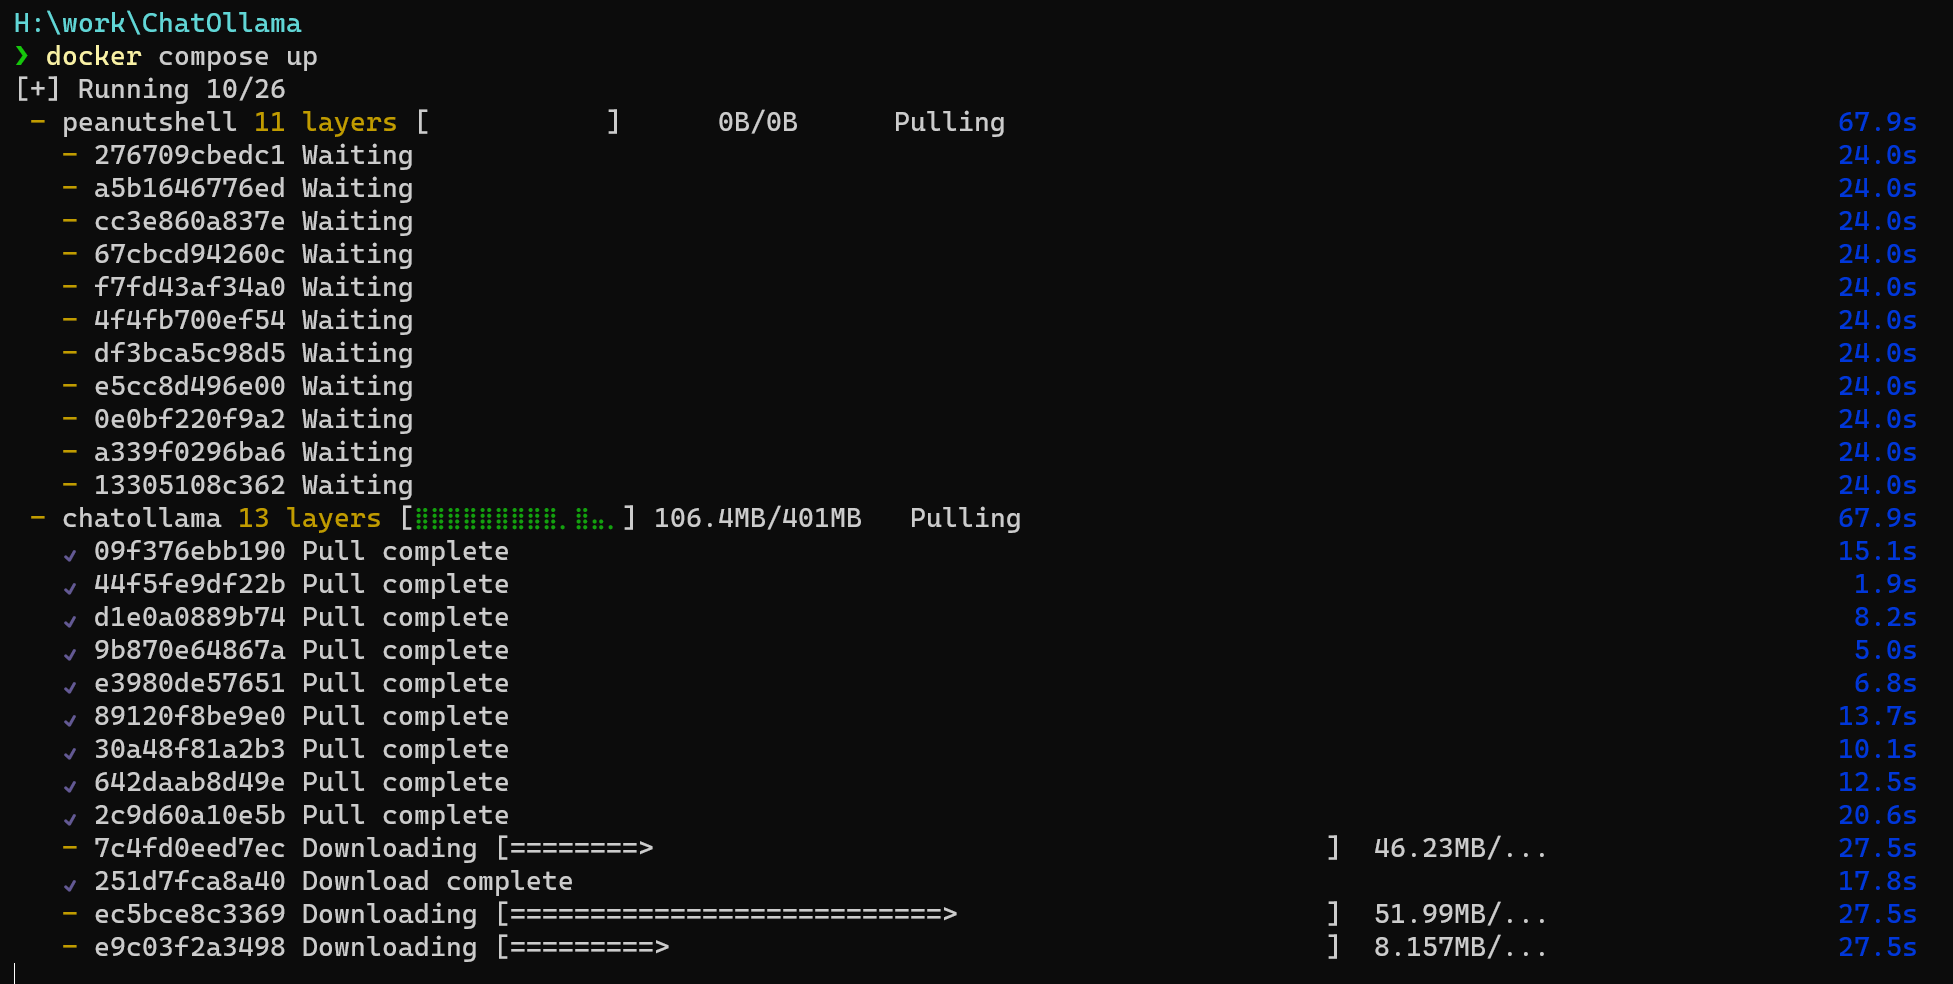 H:\work\ChatOllama
❯ docker compose up
[+] Running 10/26
 - peanutshell 11 layers [           ]      0B/0B      Pulling 67.9s
   - 276709cbedc1 Waiting 24.0s
   - a5b1646776ed Waiting 24.0s
   - cc3e860a837e Waiting 24.0s
   - 67cbcd94260c Waiting 24.0s
   - f7fd43af34a0 Waiting 24.0s
   - 4f4fb700ef54 Waiting 24.0s
   - df3bca5c98d5 Waiting 24.0s
   - e5cc8d496e00 Waiting 24.0s
   - 0e0bf220f9a2 Waiting 24.0s
   - a339f0296ba6 Waiting 24.0s
   - 13305108c362 Waiting 24.0s
 - chatollama 13 layers [⣿⣿⣿⣿⣿⣿⣿⣿⣿⡀⣿⣤⡀] 106.4MB/401MB   Pulling 67.9s
   ✔ 09f376ebb190 Pull complete 15.1s
   ✔ 44f5fe9df22b Pull complete 1.9s
   ✔ d1e0a0889b74 Pull complete 8.2s
   ✔ 9b870e64867a Pull complete 5.0s
   ✔ e3980de57651 Pull complete 6.8s
   ✔ 89120f8be9e0 Pull complete 13.7s
   ✔ 30a48f81a2b3 Pull complete 10.1s
   ✔ 642daab8d49e Pull complete 12.5s
   ✔ 2c9d60a10e5b Pull complete 20.6s
   - 7c4fd0eed7ec Downloading [========>                                          ]  46.23MB/... 27.5s
   ✔ 251d7fca8a40 Download complete 17.8s
   - ec5bce8c3369 Downloading [===========================>                       ]  51.99MB/... 27.5s
   - e9c03f2a3498 Downloading [=========>                                         ]  8.157MB/... 27.5s